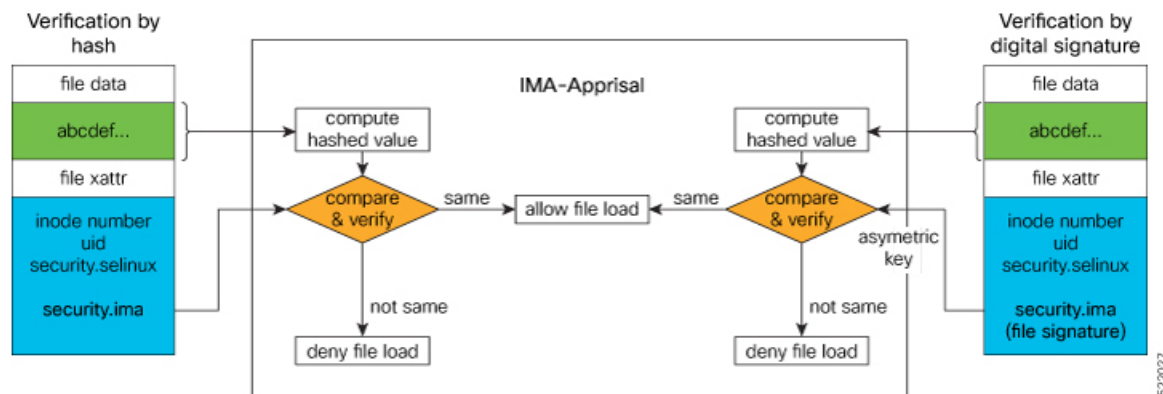 Verification by
hash
file data
abcdef...
file xattr
inode number
uid
security.selinux
security.ima
IMA-Apprisal
compute
hashed value
compare
& verify
same
allow file load
not same
deny file load
compute
hashed value
compare
& verify
same
asymetric
key
not same
deny file load
Verification by
digital signature
file data
abcdef...
file xattr
inode number
uid
security.selinux
security.ima
(file signature)